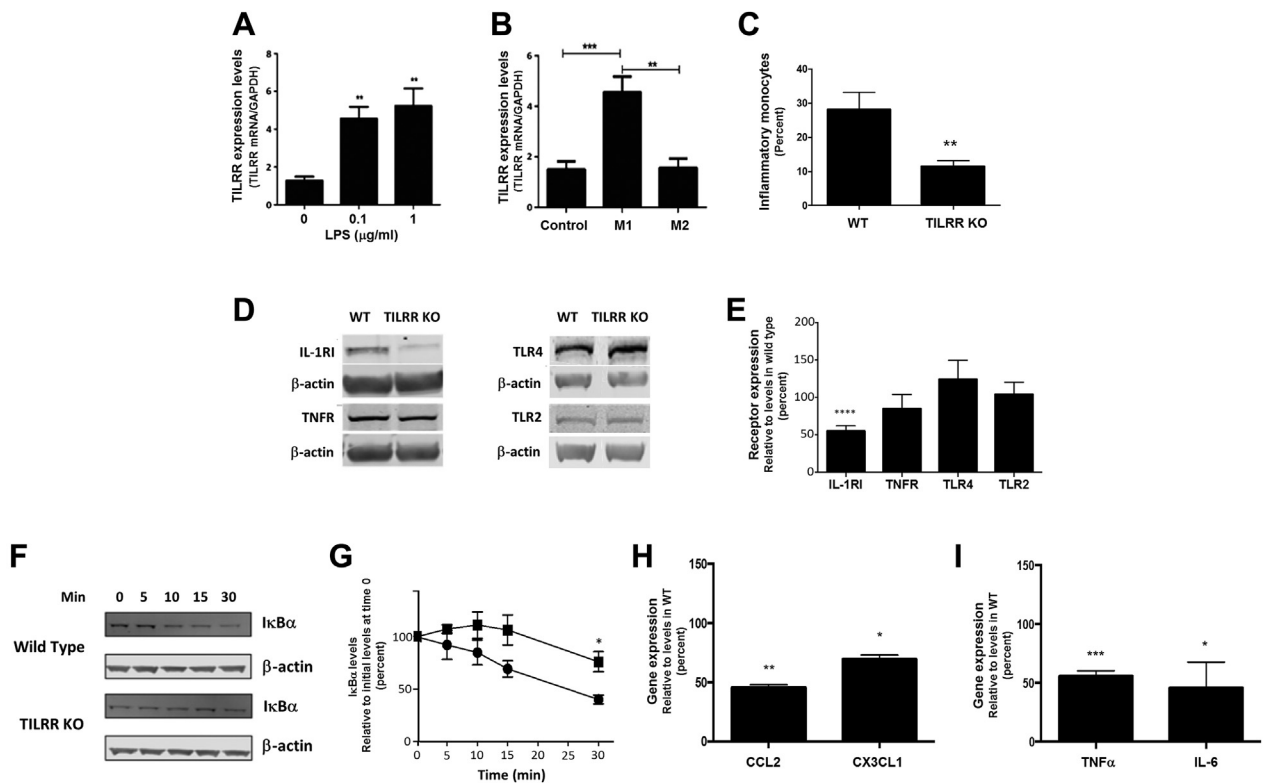 A
TILRR expression levels
(TILRR mRNA/GAPDH)
8
6
4
2
0
**
**
0 0.1 1
LPS (μg/ml)
B
TILRR expression levels
(TILRR mRNA/GAPDH)
6
4
2
0
***
**
Control M1 M2
C
Inflammatory monocytes
(Percent)
40
30
20
10
0
**
WT TILRR KO
D
WT TILRR KO
IL-1RI
β-actin
TNFR
β-actin
WT TILRR KO
TLR4
β-actin
TLR2
β-actin
E
Receptor expression
Relative to levels in wild type
(percent)
200
150
100
50
0
****
IL-1RI TNFR TLR4 TLR2
F
Min 0 5 10 15 30
Wild Type
IκBα
β-actin
TILRR KO
IκBα
β-actin
G
IκBα levels
Relative to initial levels at time 0
(percent)
100
50
0
*
0 5 10 15 20 25 30
Time (min)
H
Gene expression
Relative to levels in WT
(percent)
150
100
50
0
**
*
CCL2 CX3CL1
I
Gene expression
Relative to levels in WT
(percent)
150
100
50
0
***
*
TNFα IL-6